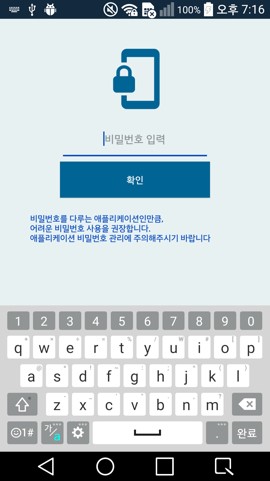 100% 오후 7:16
비밀번호 입력
확인
비밀번호를 다루는 애플리케이션인만큼,
어려운 비밀번호 사용을 권장합니다.
애플리케이션 비밀번호 관리에 주의해주시기 바랍니다
1 2 3 4 5 6 7 8 9 0
q w e r t y u i o p
a s d f g h j k l
z x c v b n m
1# 가/a . 완료